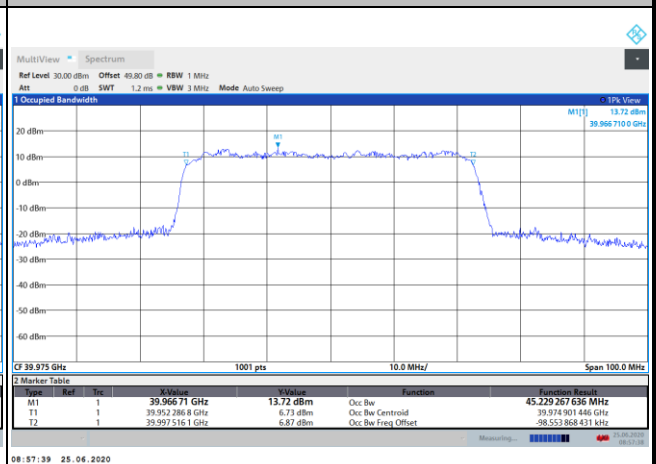 MultiView Spectrum
Ref Level 30.00 dBm Offset 49.80 dB RBW 1 MHz
Att 0 dB SWT 1.2 ms VBW 3 MHz Mode Auto Sweep
1 Occupied Bandwidth 1Pk View
M1[1] 13.72 dBm
39.966 710 0 GHz
M1
20 dBm
T1 T2
10 dBm
0 dBm
-10 dBm
-20 dBm
-30 dBm
-40 dBm
-50 dBm
-60 dBm
CF 39.975 GHz 1001 pts 10.0 MHz/ Span 100.0 MHz
2 Marker Table
Type Ref Trc X-Value Y-Value Function Function Result
M1 1 39.966 71 GHz 13.72 dBm Occ Bw 45.229 267 636 MHz
T1 1 39.952 286 8 GHz 6.73 dBm Occ Bw Centroid 39.974 901 446 GHz
T2 1 39.997 516 1 GHz 6.87 dBm Occ Bw Freq Offset -98.553 868 431 kHz
Measuring... 25.06.2020
08:57:38
08:57:39 25.06.2020